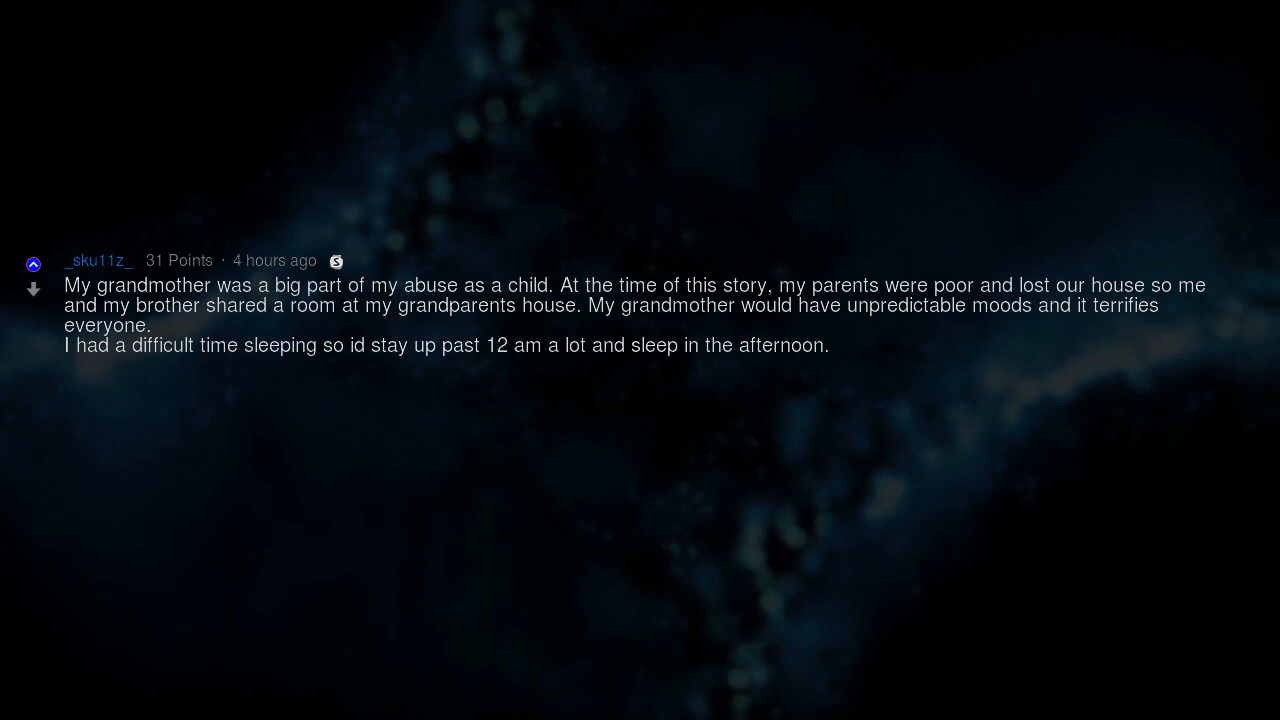 _sku11z_ 31 Points · 4 hours ago
My grandmother was a big part of my abuse as a child. At the time of this story, my parents were poor and lost our house so me
and my brother shared a room at my grandparents house. My grandmother would have unpredictable moods and it terrifies
everyone.
I had a difficult time sleeping so id stay up past 12 am a lot and sleep in the afternoon.